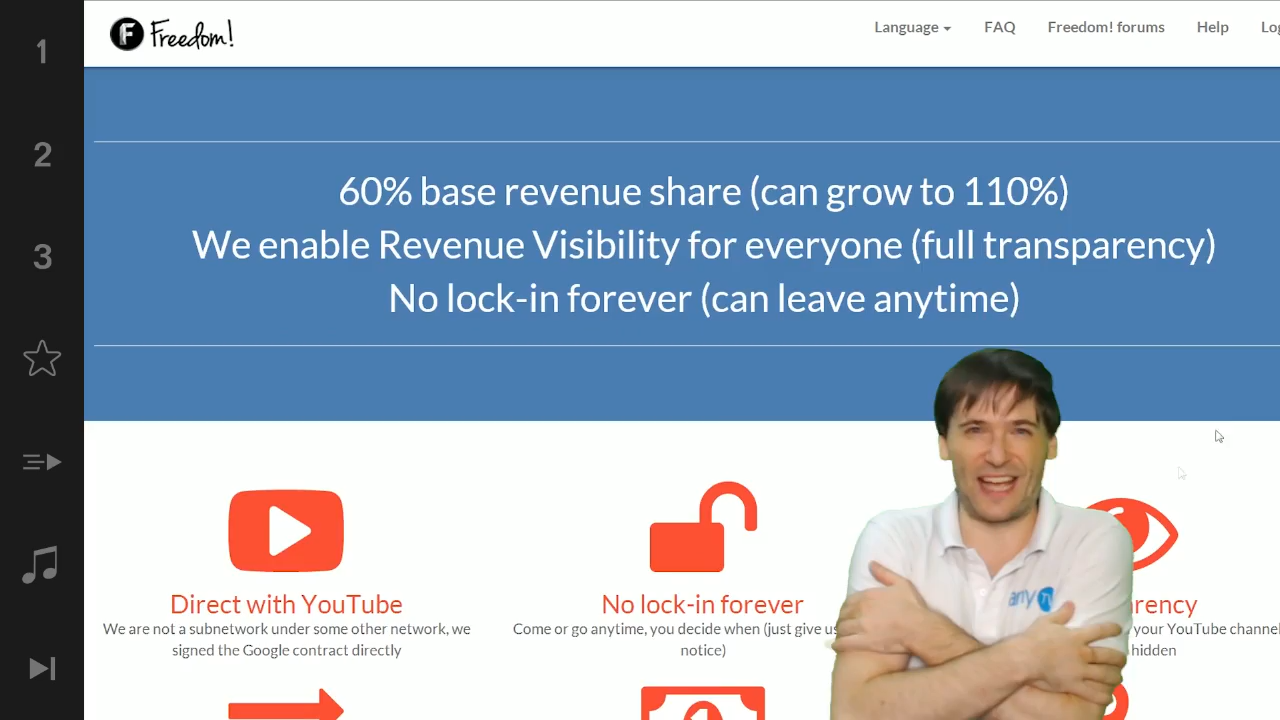 1
2
3
F Freedom!
Language FAQ Freedom! forums Help
60% base revenue share (can grow to 110%)
We enable Revenue Visibility for everyone (full transparency)
No lock-in forever (can leave anytime)
Direct with YouTube
We are not a subnetwork under some other network, we
signed the Google contract directly
No lock-in forever
Come or go anytime, you decide when (just give us
notice)
your YouTube channel
hidden
any TV